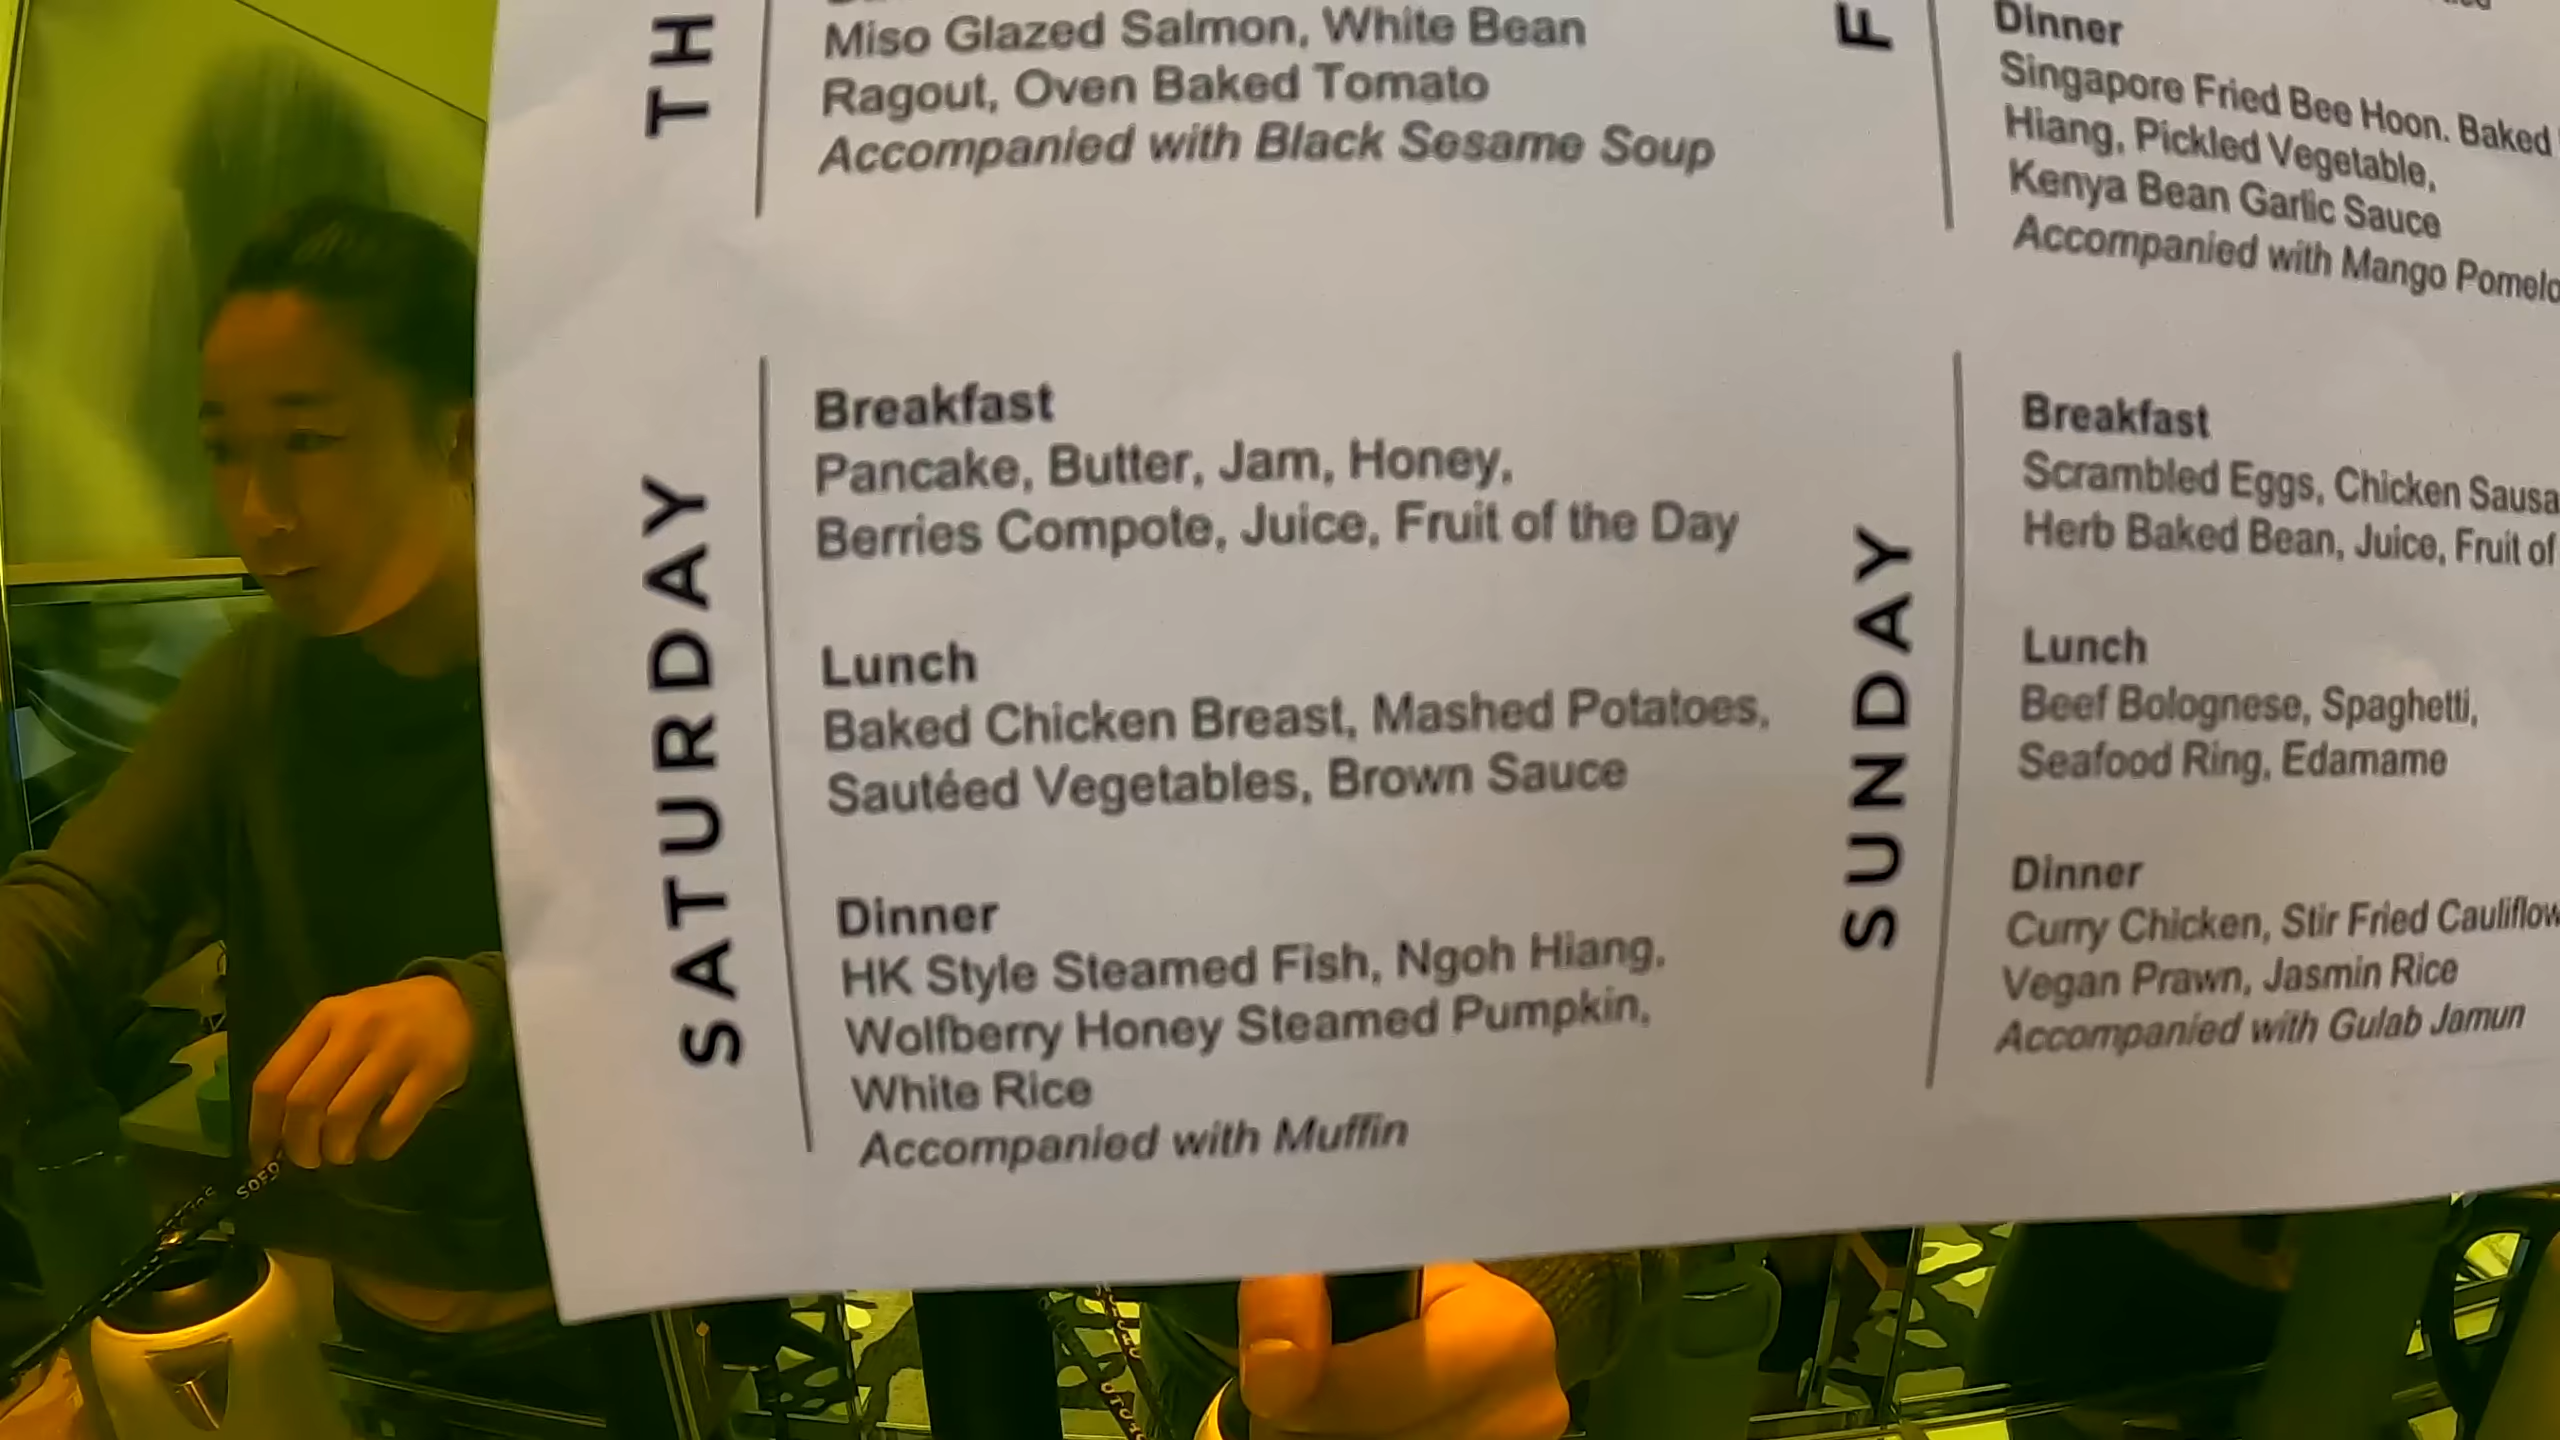 TH
Miso Glazed Salmon, White Bean
Ragout, Oven Baked Tomato
Accompanied with Black Sesame Soup
F
Dinner
Singapore Fried Bee Hoon. Baked
Hiang, Pickled Vegetable,
Kenya Bean Garlic Sauce
Accompanied with Mango Pomelo
SATURDAY
Breakfast
Pancake, Butter, Jam, Honey,
Berries Compote, Juice, Fruit of the Day
Lunch
Baked Chicken Breast, Mashed Potatoes,
Sautéed Vegetables, Brown Sauce
Dinner
HK Style Steamed Fish, Ngoh Hiang,
Wolfberry Honey Steamed Pumpkin,
White Rice
Accompanied with Muffin
SUNDAY
Breakfast
Scrambled Eggs, Chicken Sausa
Herb Baked Bean, Juice, Fruit of
Lunch
Beef Bolognese, Spaghetti,
Seafood Ring, Edamame
Dinner
Curry Chicken, Stir Fried Cauliflow
Vegan Prawn, Jasmin Rice
Accompanied with Gulab Jamun